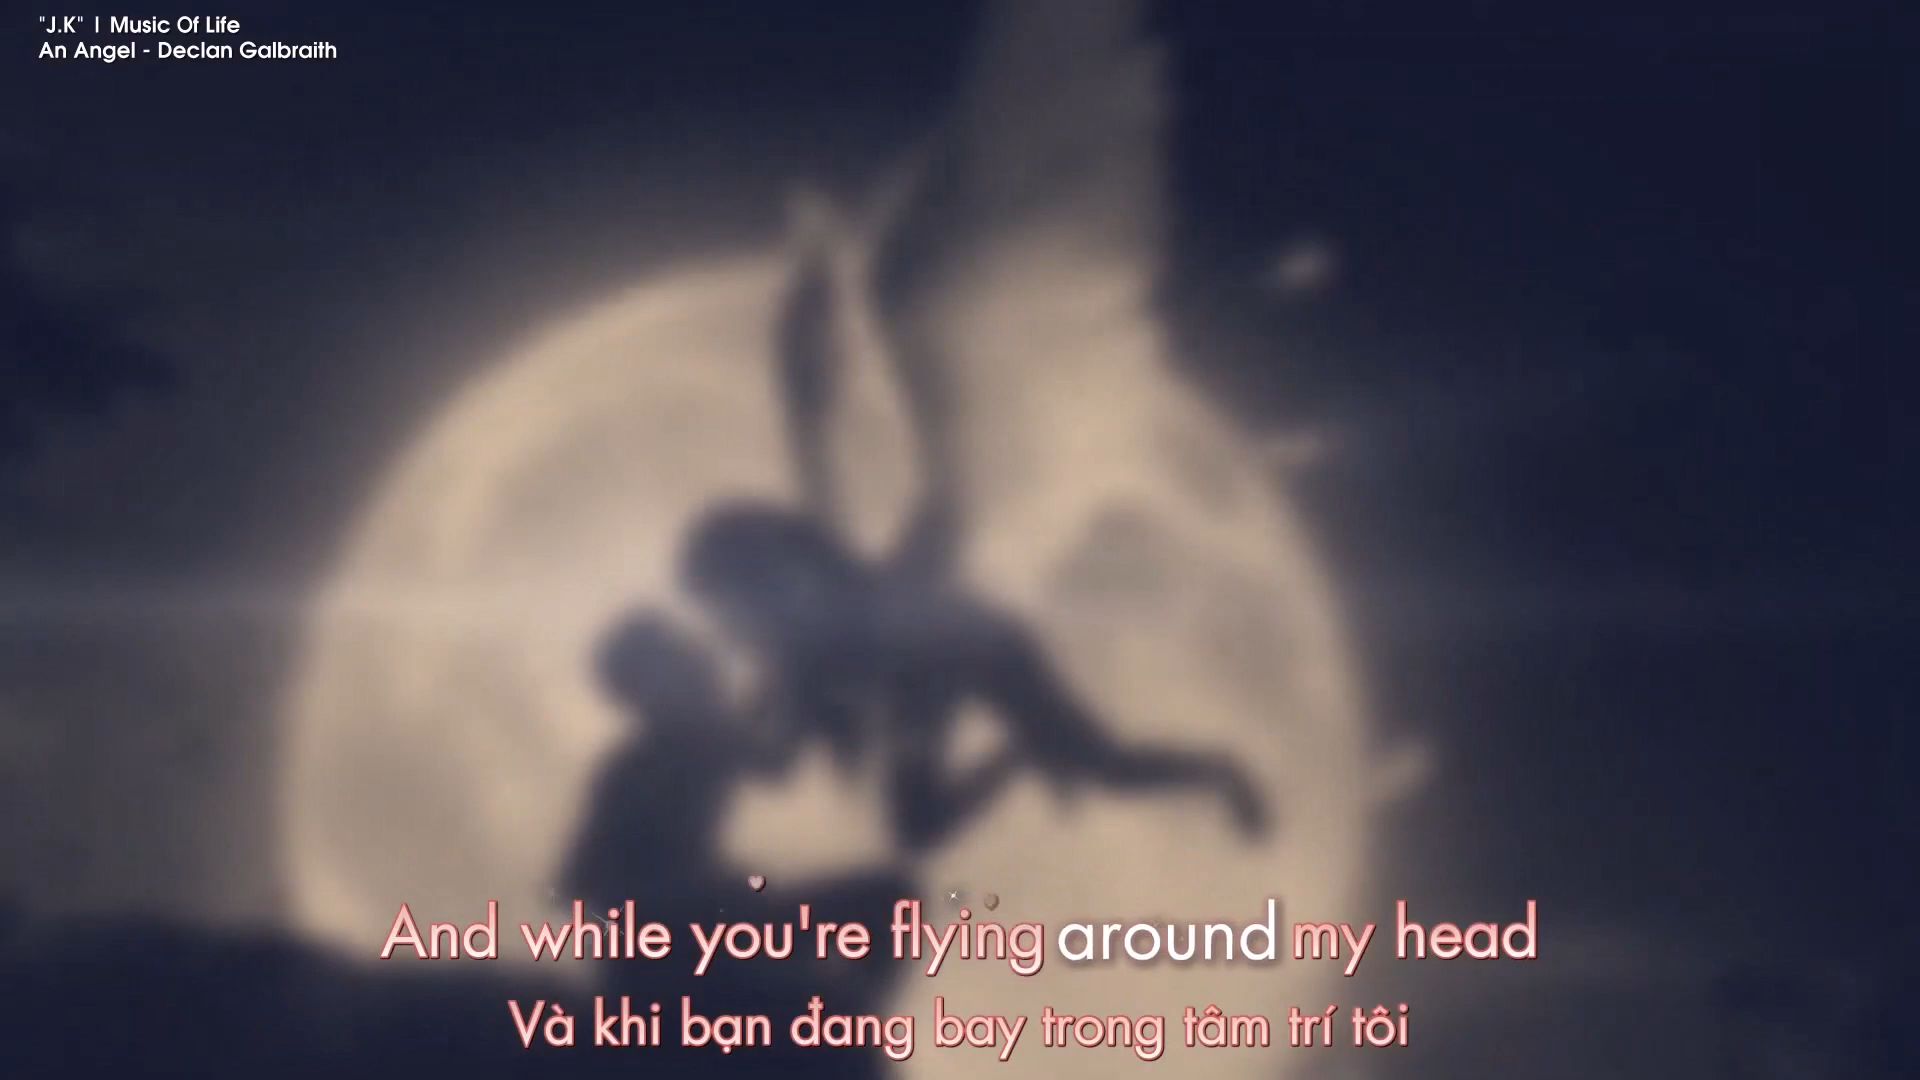 "J.K" | Music Of Life
An Angel - Declan Galbraith
And while you're flying around my head
Và khi bạn đang bay trong tâm trí tôi